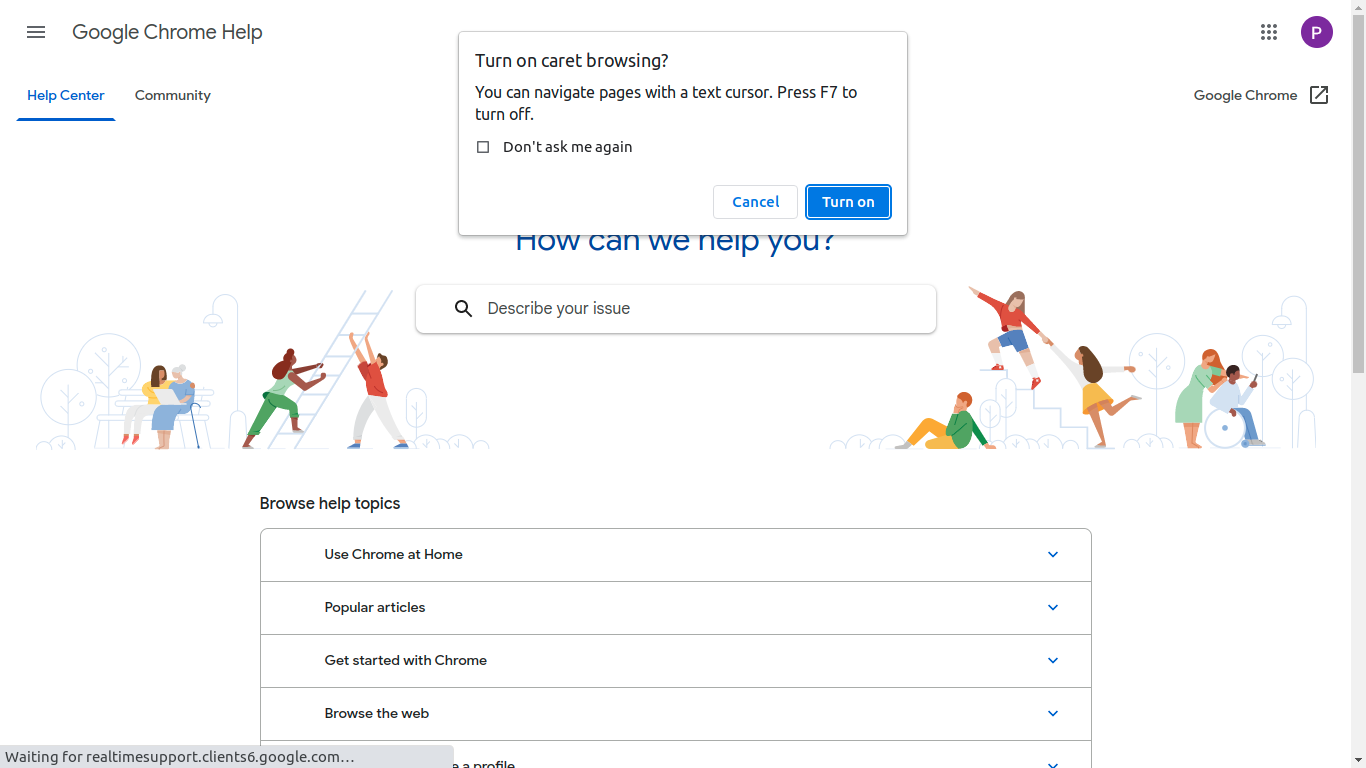 Google Chrome Help
P
Help Center
Community
Google Chrome
Turn on caret browsing?
You can navigate pages with a text cursor. Press F7 to
turn off.
Don't ask me again
Cancel
Turn on
How can we help you?
Describe your issue
Browse help topics
Use Chrome at Home
Popular articles
Get started with Chrome
Browse the web
e a profile
Waiting for realtimesupport.clients6.google.com…